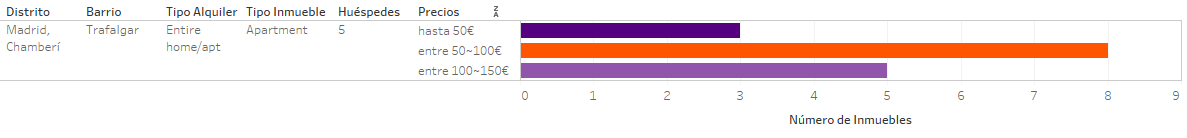 Distrito Barrio Tipo Alquiler Tipo Inmueble Huéspedes Precios Z A
Madrid, Chamberí Trafalgar Entire home/apt Apartment 5 hasta 50€
entre 50~100€
entre 100~150€
0 1 2 3 4 5 6 7 8 9
Número de Inmuebles